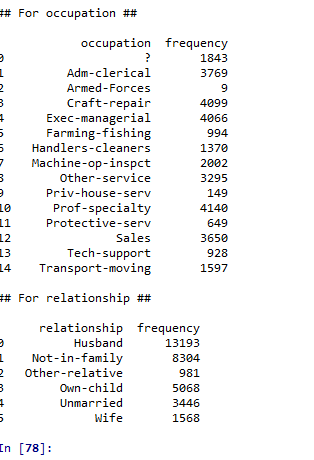 ## For occupation ##
occupation frequency
0 ? 1843
1 Adm-clerical 3769
2 Armed-Forces 9
3 Craft-repair 4099
4 Exec-managerial 4066
5 Farming-fishing 994
6 Handlers-cleaners 1370
7 Machine-op-inspct 2002
8 Other-service 3295
9 Priv-house-serv 149
10 Prof-specialty 4140
11 Protective-serv 649
12 Sales 3650
13 Tech-support 928
14 Transport-moving 1597
## For relationship ##
relationship frequency
0 Husband 13193
1 Not-in-family 8304
2 Other-relative 981
3 Own-child 5068
4 Unmarried 3446
5 Wife 1568
In [78]: